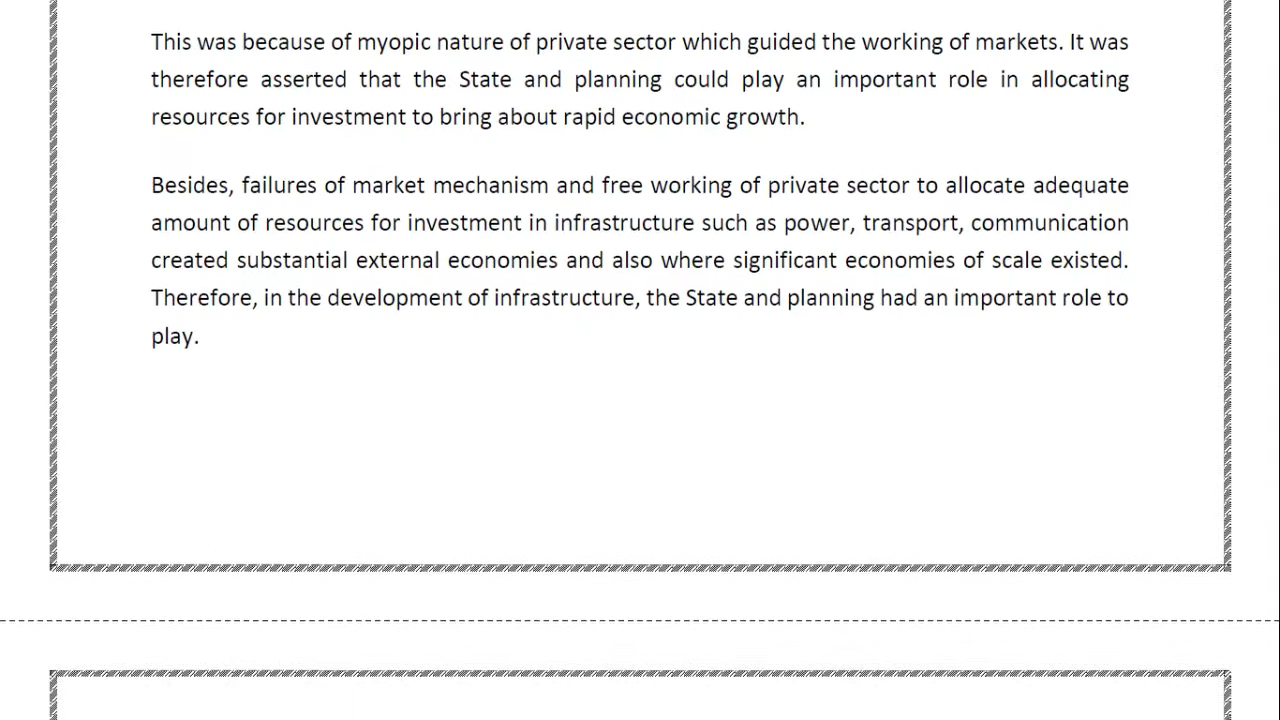 This was because of myopic nature of private sector which guided the working of markets. It was
therefore asserted that the State and planning could play an important role in allocating
resources for investment to bring about rapid economic growth.
Besides, failures of market mechanism and free working of private sector to allocate adequate
amount of resources for investment in infrastructure such as power, transport, communication
created substantial external economies and also where significant economies of scale existed.
Therefore, in the development of infrastructure, the State and planning had an important role to
play.